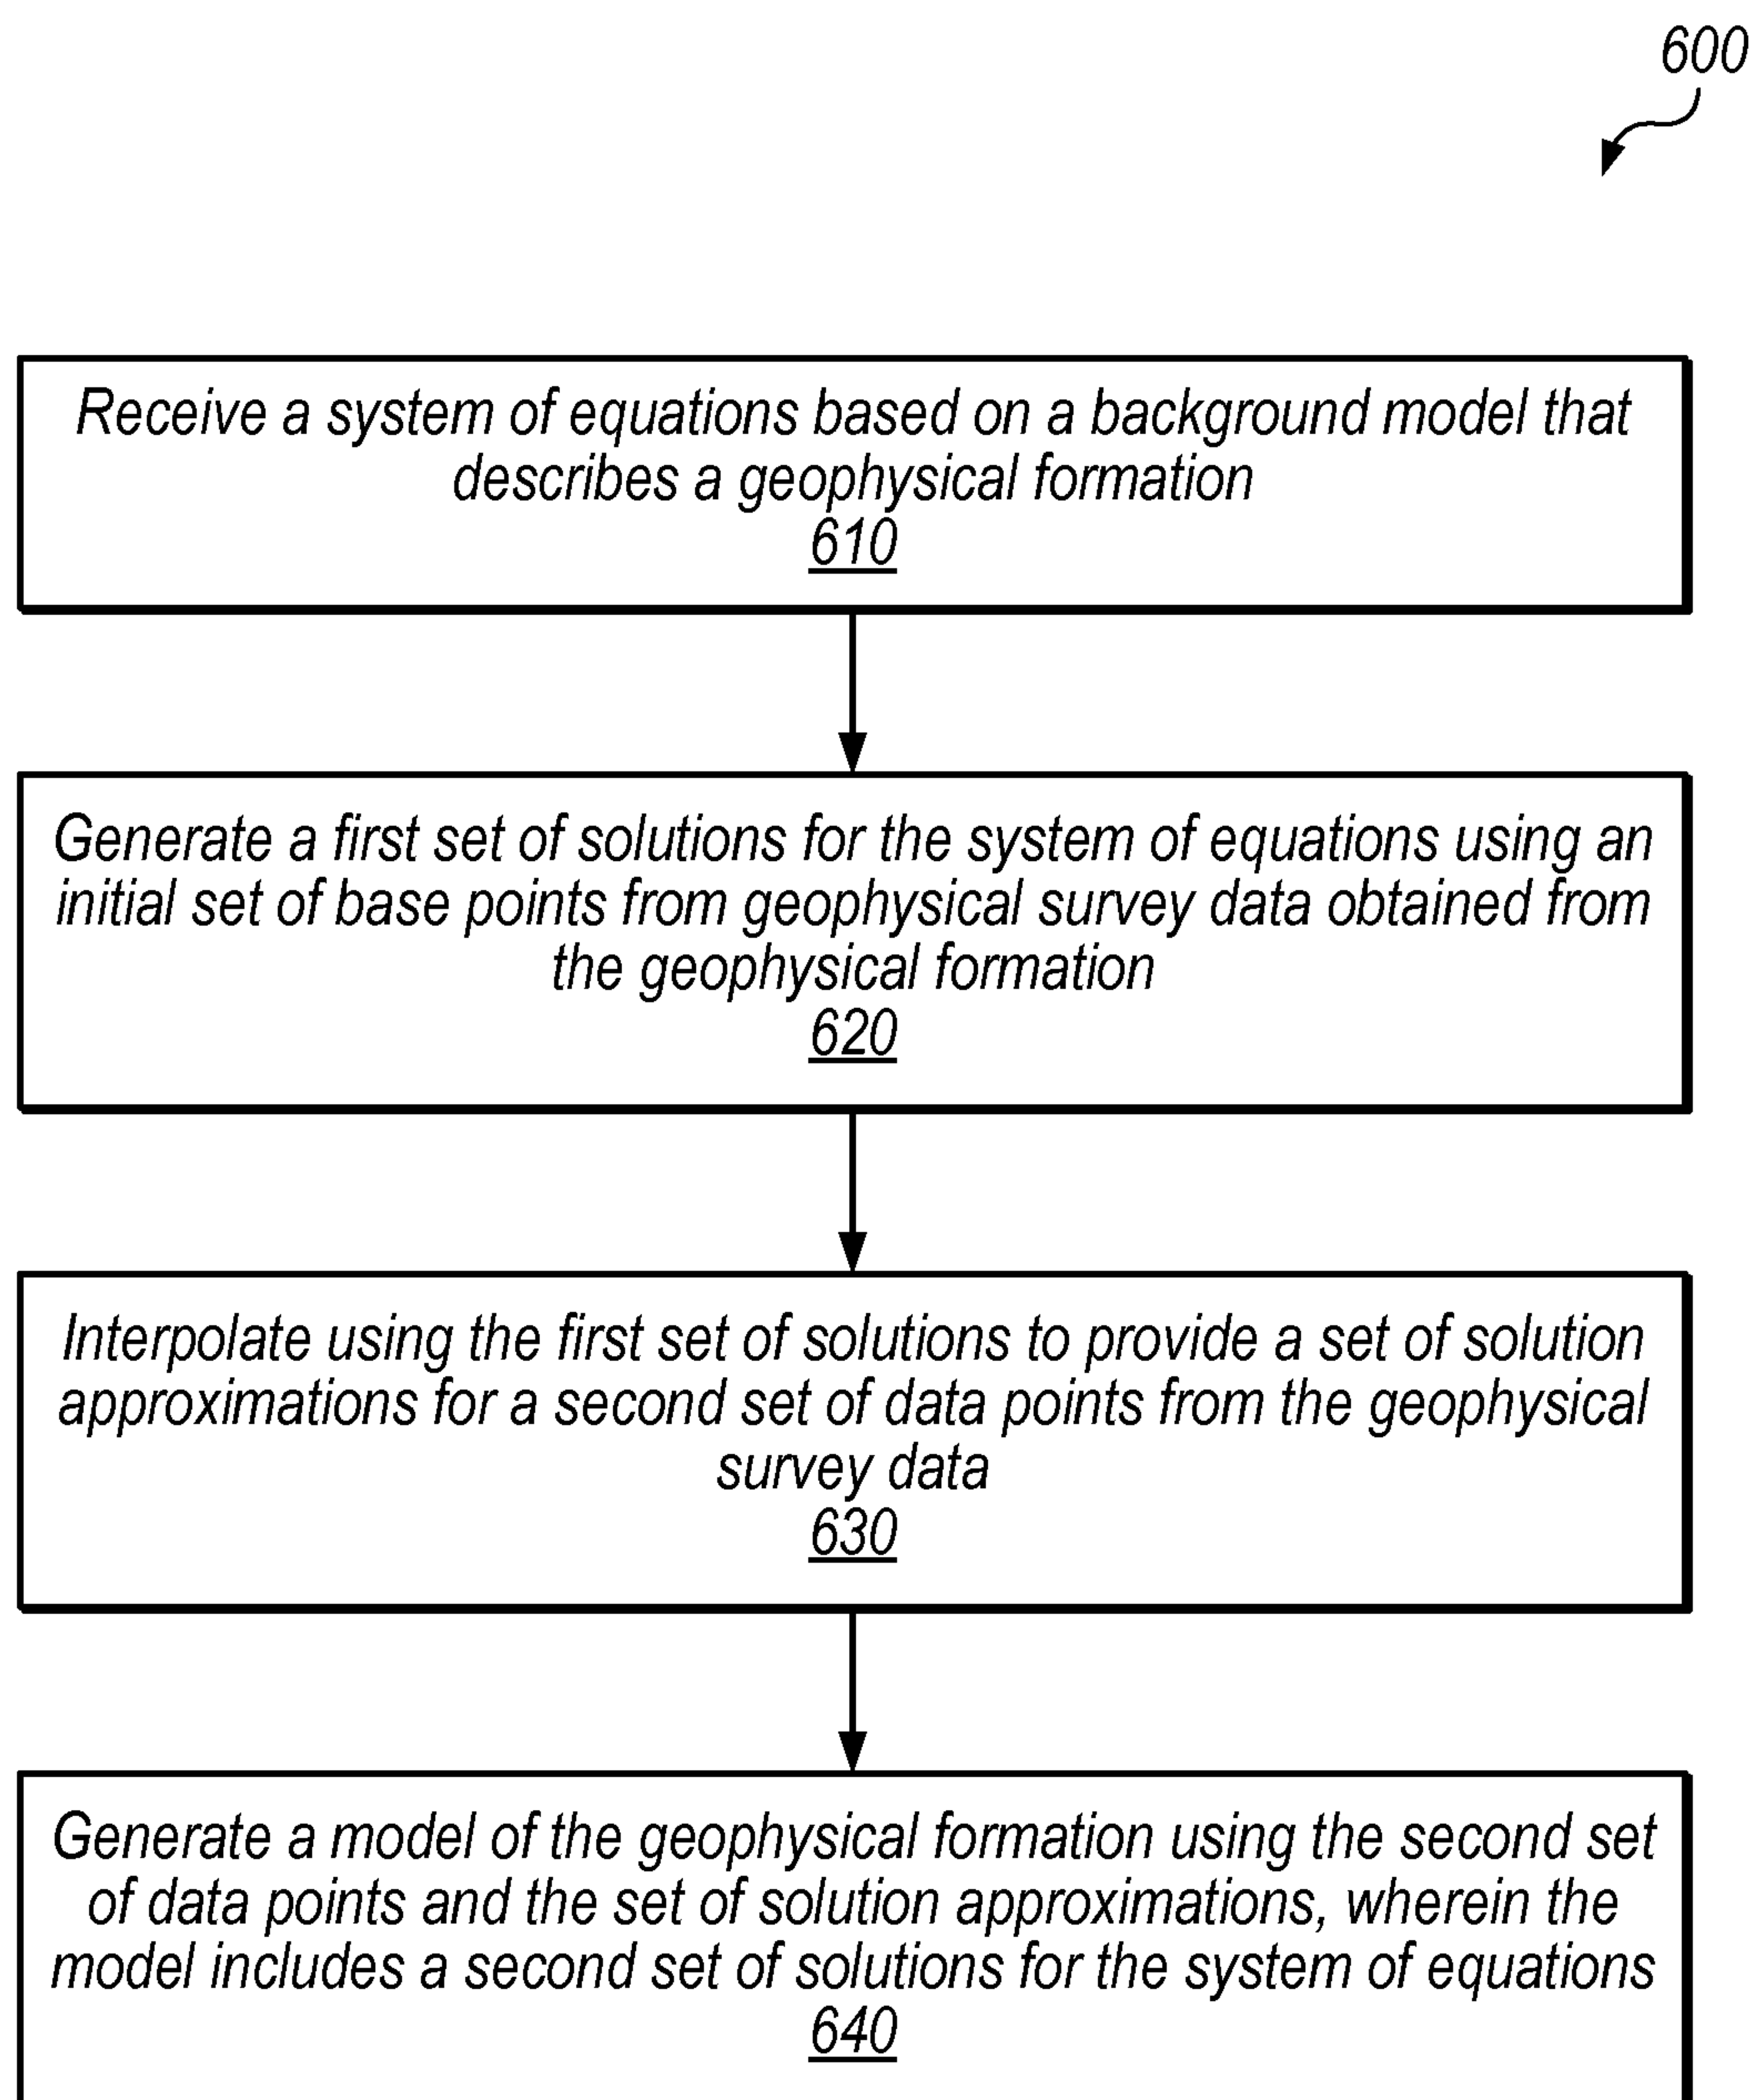 600
Receive a system of equations based on a background model that
describes a geophysical formation
610
Generate a first set of solutions for the system of equations using an
initial set of base points from geophysical survey data obtained from
the geophysical formation
620
Interpolate using the first set of solutions to provide a set of solution
approximations for a second set of data points from the geophysical
survey data
630
Generate a model of the geophysical formation using the second set
of data points and the set of solution approximations, wherein the
model includes a second set of solutions for the system of equations
640